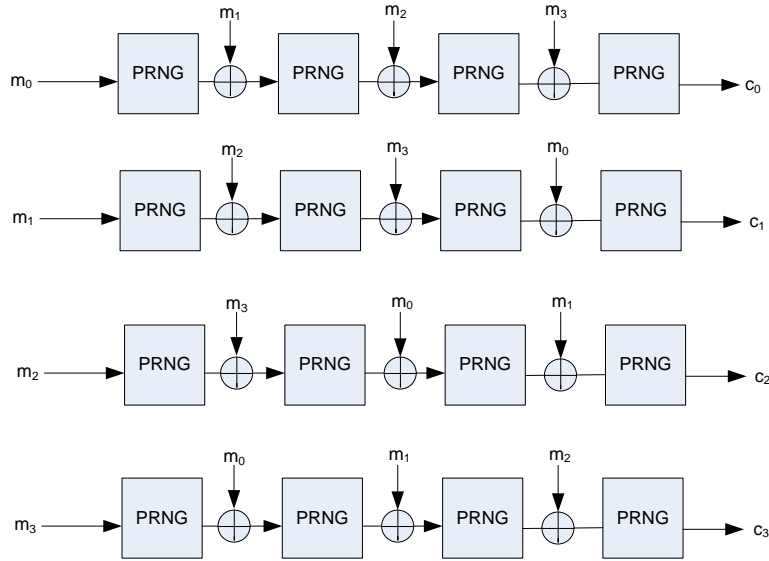 m₁ m₂ m₃
m₀ PRNG PRNG PRNG PRNG c₀
m₂ m₃ m₀
m₁ PRNG PRNG PRNG PRNG c₁
m₃ m₀ m₁
m₂ PRNG PRNG PRNG PRNG c₂
m₀ m₁ m₂
m₃ PRNG PRNG PRNG PRNG c₃